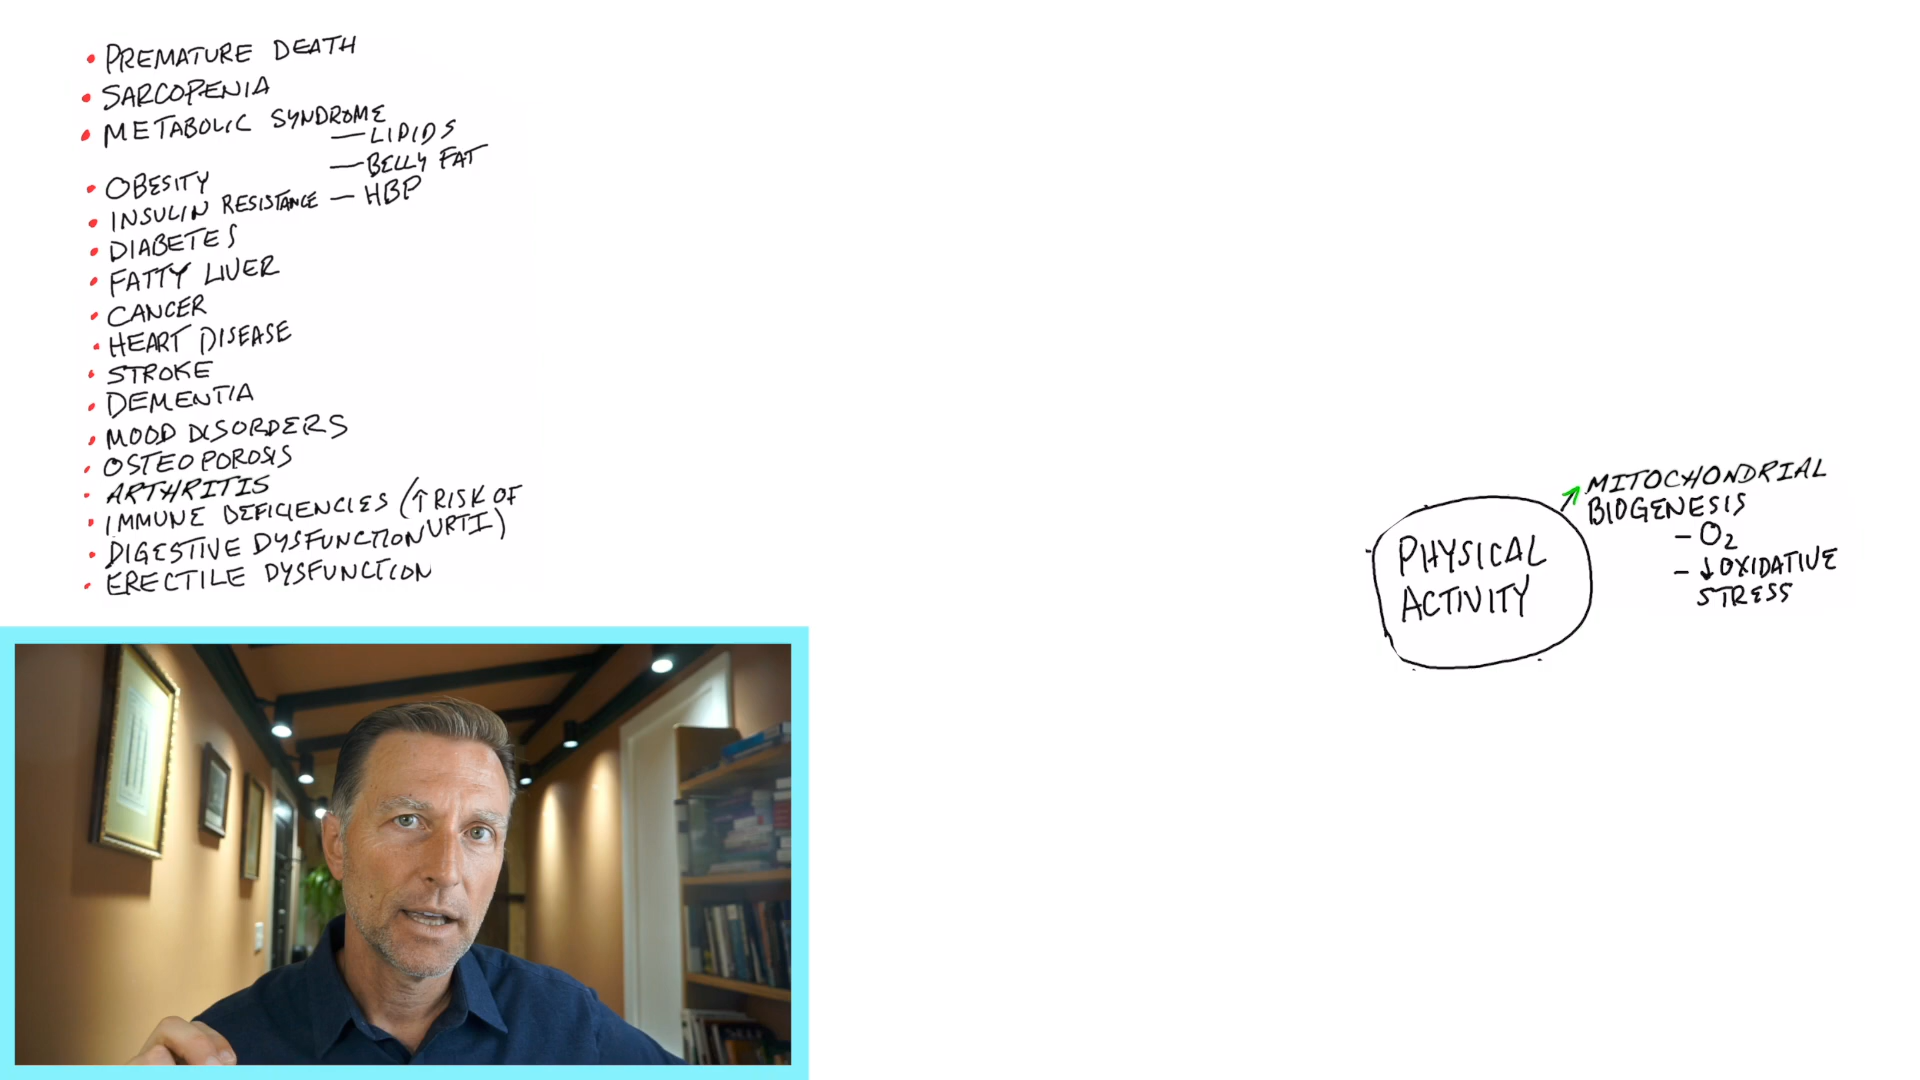 • PREMATURE DEATH
• SARCOPENIA
• METABOLIC SYNDROME
— LIPIDS
— BELLY FAT
— HBP
• OBESITY
• INSULIN RESISTANCE
• DIABETES
• FATTY LIVER
• CANCER
• HEART DISEASE
• STROKE
• DEMENTIA
• MOOD DISORDERS
• OSTEOPOROSIS
• ARTHRITIS
• IMMUNE DEFICIENCIES (↑ RISK OF
URTI)
• DIGESTIVE DYSFUNCTION
• ERECTILE DYSFUNCTION
PHYSICAL
ACTIVITY
↗ MITOCHONDRIAL
BIOGENESIS
– O₂
– ↓ OXIDATIVE
STRESS